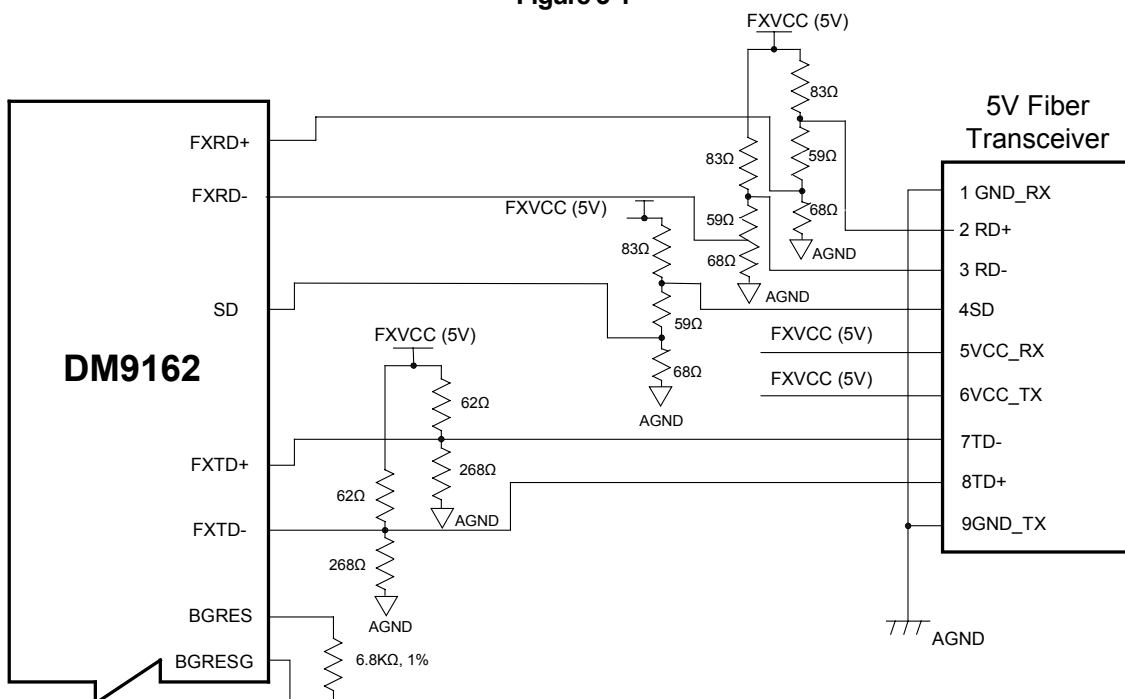 Figure 3-1
FXVCC (5V)
83Ω
5V Fiber
Transceiver
FXRD+
83Ω
59Ω
FXRD-
FXVCC (5V)
59Ω
68Ω
1 GND_RX
2 RD+
83Ω
68Ω
AGND
3 RD-
AGND
SD
59Ω
4SD
FXVCC (5V)
FXVCC (5V)
5VCC_RX
DM9162
68Ω
FXVCC (5V)
6VCC_TX
62Ω
AGND
7TD-
FXTD+
268Ω
62Ω
8TD+
AGND
FXTD-
9GND_TX
268Ω
BGRES
AGND
AGND
BGRESG
6.8KΩ, 1%